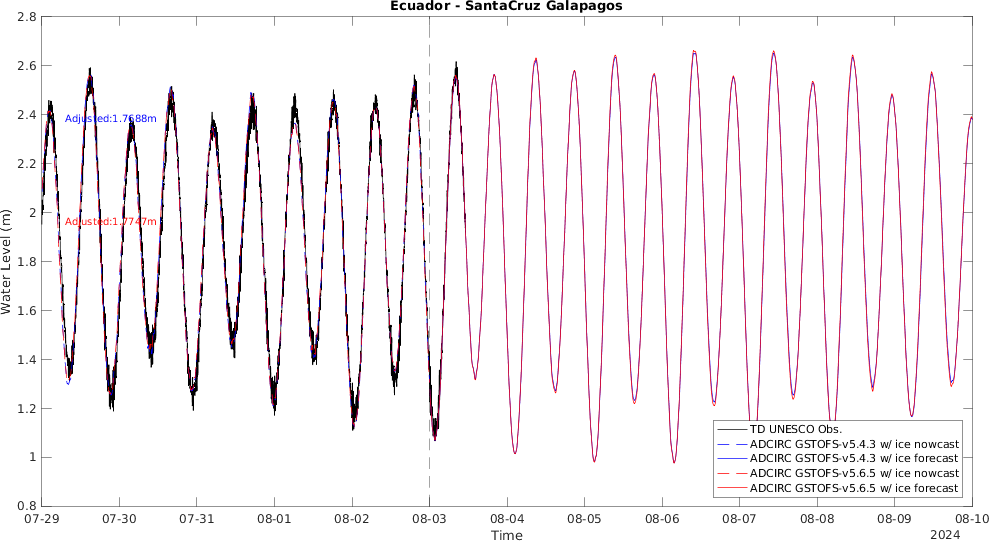 Ecuador - SantaCruz Galapagos
2.8
2.6
2.4
2.2
2
1.8
1.6
1.4
1.2
1
0.8
Water Level (m)
Adjusted:1.7688m
Adjusted:1.7747m
TD UNESCO Obs.
ADCIRC GSTOFS-v5.4.3 w/ ice nowcast
ADCIRC GSTOFS-v5.4.3 w/ ice forecast
ADCIRC GSTOFS-v5.6.5 w/ ice nowcast
ADCIRC GSTOFS-v5.6.5 w/ ice forecast
07-29 07-30 07-31 08-01 08-02 08-03 08-04 08-05 08-06 08-07 08-08 08-09 08-10
Time
2024